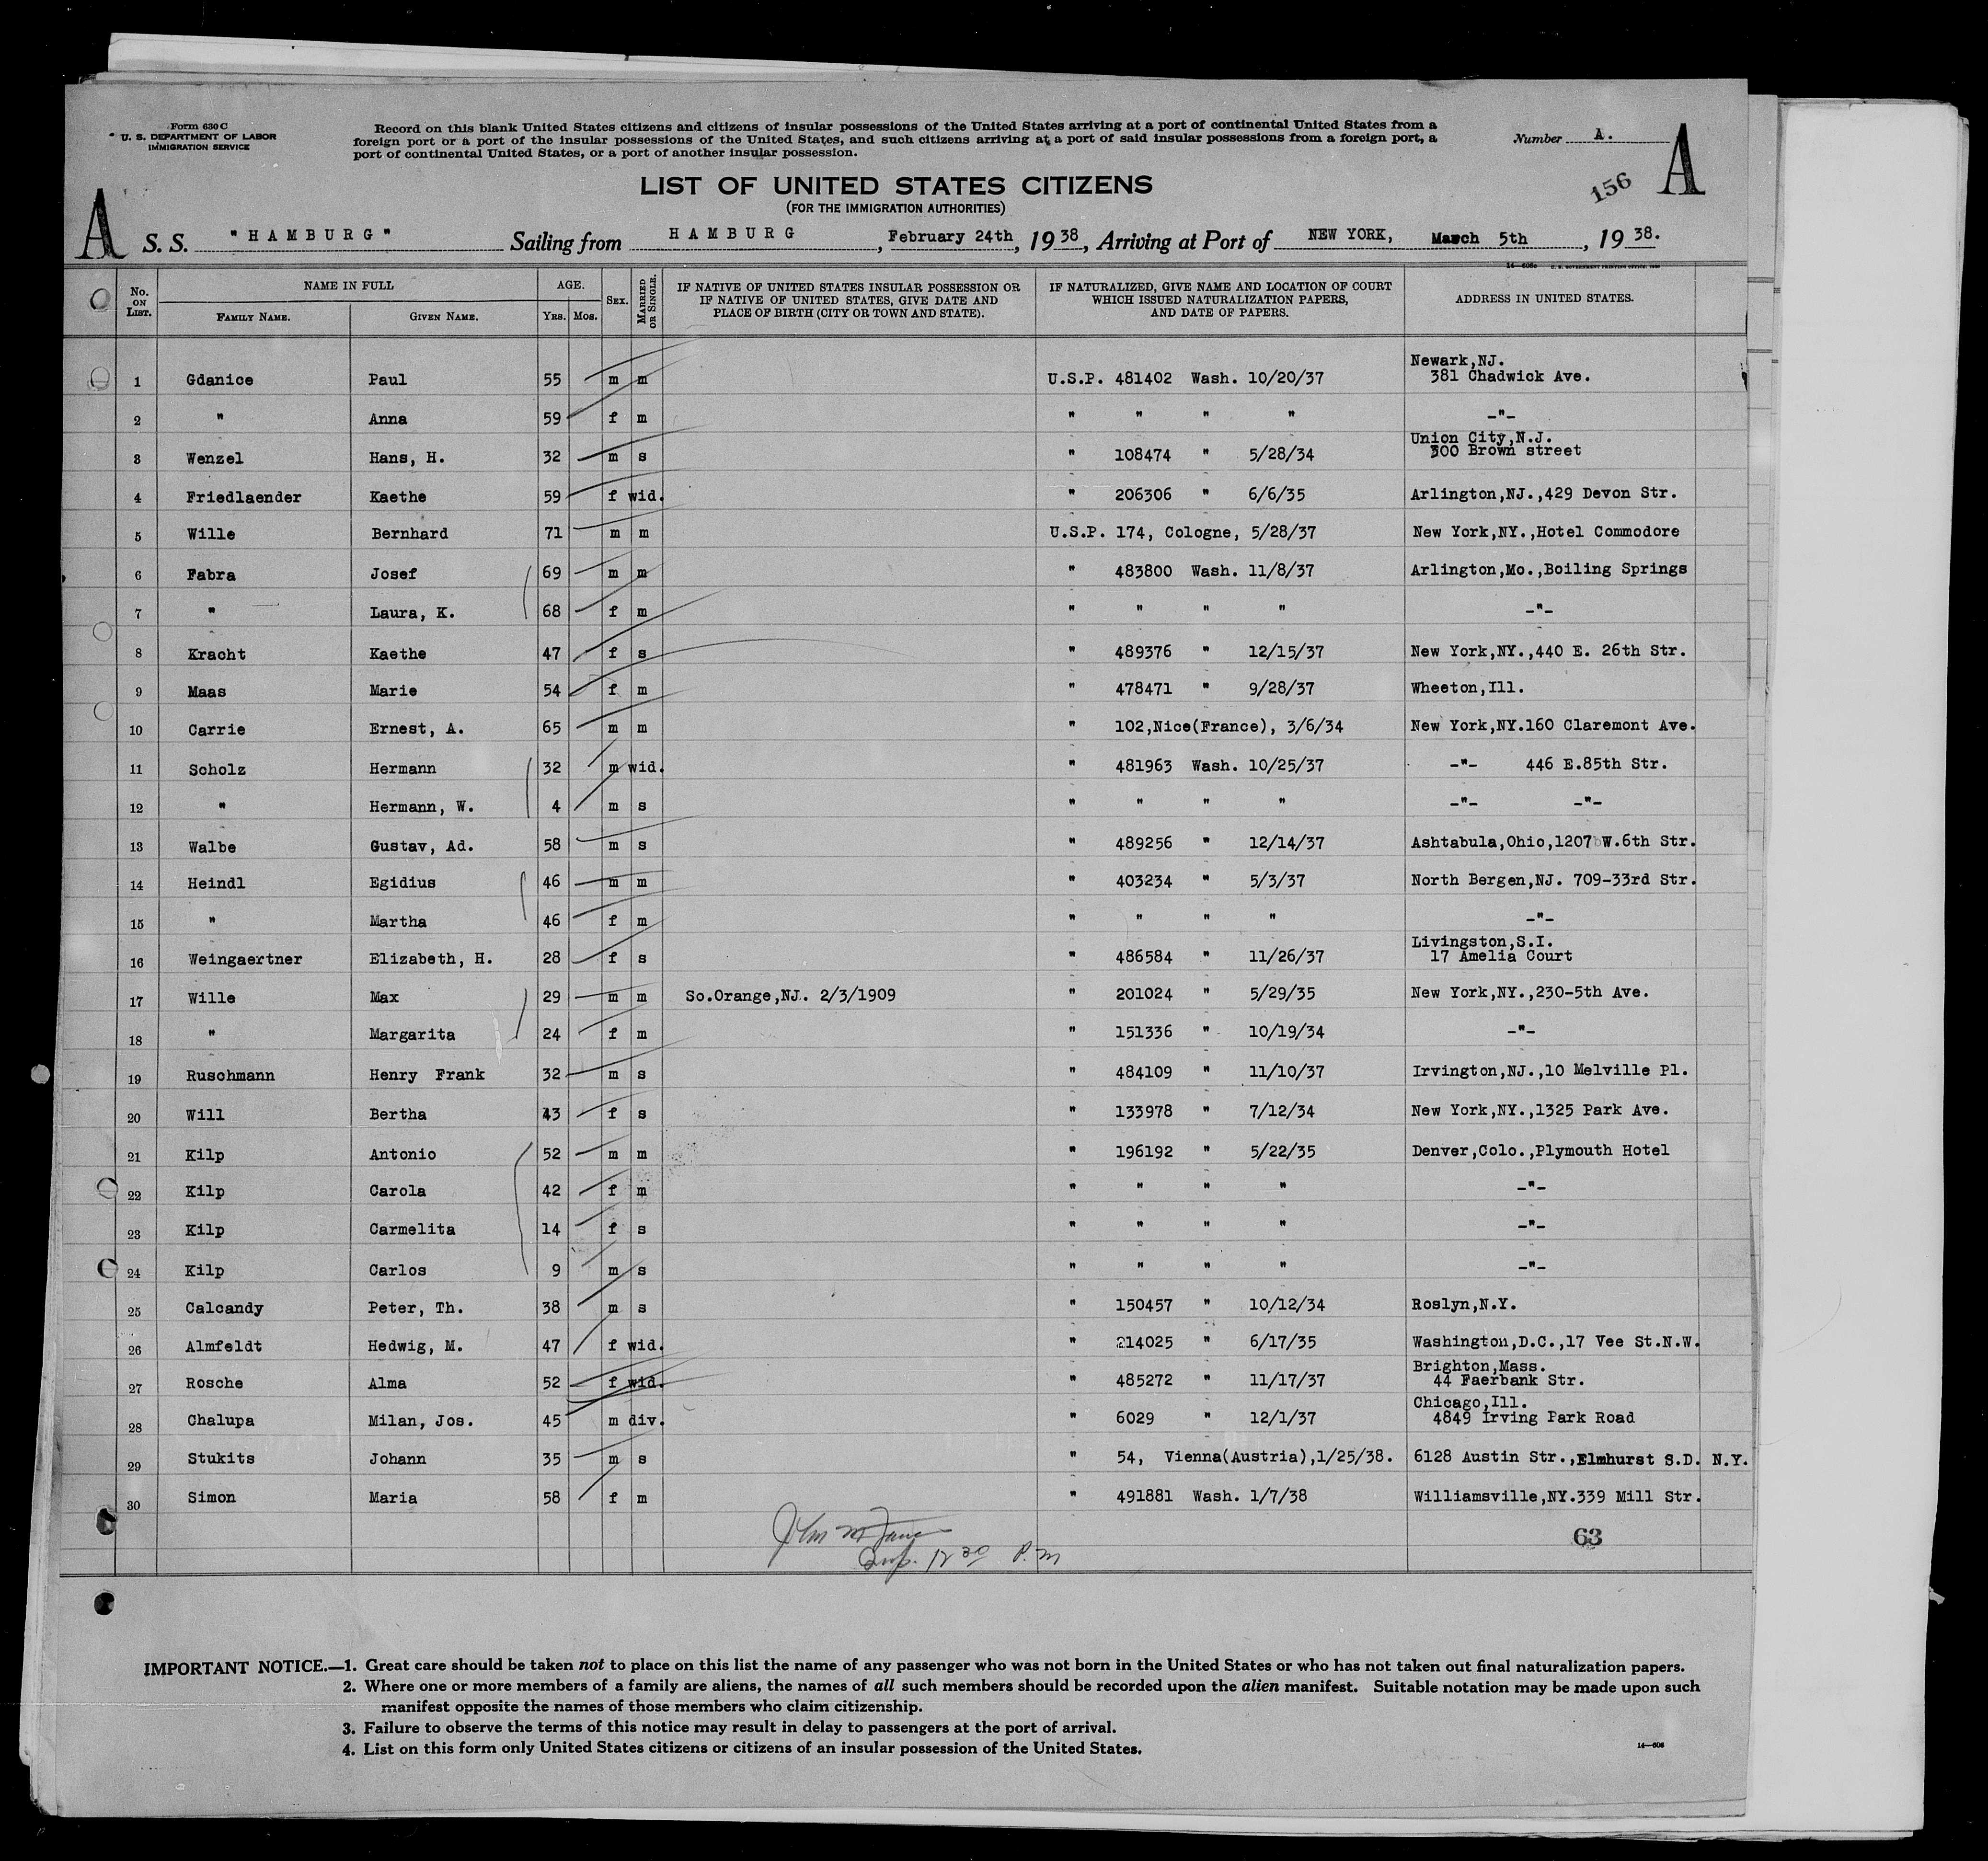 Form 630 C
U. S. DEPARTMENT OF LABOR
IMMIGRATION SERVICE
Record on this blank United States citizens and citizens of insular possessions of the United States arriving at a port of continental United States from a
foreign port or a port of the insular possessions of the United States, and such citizens arriving at a port of said insular possessions from a foreign port, a
port of continental United States, or a port of another insular possession.
Number A.
A
LIST OF UNITED STATES CITIZENS
(FOR THE IMMIGRATION AUTHORITIES)
156
A S. S. "HAMBURG" Sailing from HAMBURG, February 24th, 1938, Arriving at Port of NEW YORK, March 5th, 1938.
No. ON LIST. NAME IN FULL FAMILY NAME. GIVEN NAME. AGE. YRS. MOS. SEX. MARRIED OR SINGLE. IF NATIVE OF UNITED STATES INSULAR POSSESSION OR IF NATIVE OF UNITED STATES, GIVE DATE AND PLACE OF BIRTH (CITY OR TOWN AND STATE). IF NATURALIZED, GIVE NAME AND LOCATION OF COURT WHICH ISSUED NATURALIZATION PAPERS, AND DATE OF PAPERS. ADDRESS IN UNITED STATES.
1 Gdanice Paul 55 m m U.S.P. 481402 Wash. 10/20/37 Newark,NJ. 381 Chadwick Ave.
2 " Anna 59 f m " " " " -"-
3 Wenzel Hans, H. 32 m s " 108474 " 5/28/34 Union City,N.J. 300 Brown street
4 Friedlaender Kaethe 59 f wid. " 206306 " 6/6/35 Arlington,NJ.,429 Devon Str.
5 Wille Bernhard 71 m m U.S.P. 174, Cologne, 5/28/37 New York,NY.,Hotel Commodore
6 Fabra Josef 69 m m " 483800 Wash. 11/8/37 Arlington,Mo.,Boiling Springs
7 " Laura, K. 68 f m " " " " -"-
8 Kracht Kaethe 47 f s " 489376 " 12/15/37 New York,NY.,440 E. 26th Str.
9 Maas Marie 54 f m " 478471 " 9/28/37 Wheeton,Ill.
10 Carrie Ernest, A. 65 m m " 102,Nice(France), 3/6/34 New York,NY.160 Claremont Ave.
11 Scholz Hermann 32 m wid. " 481963 Wash. 10/25/37 -"- 446 E.85th Str.
12 " Hermann, W. 4 m s " " " " -"- -"-
13 Walbe Gustav, Ad. 58 m s " 489256 " 12/14/37 Ashtabula,Ohio,1207 W.6th Str.
14 Heindl Egidius 46 m m " 403234 " 5/3/37 North Bergen,NJ. 709-33rd Str.
15 " Martha 46 f m " " " " -"-
16 Weingaertner Elizabeth, H. 28 f s " 486584 " 11/26/37 Livingston,S.I. 17 Amelia Court
17 Wille Max 29 m m So.Orange,NJ. 2/3/1909 " 201024 " 5/29/35 New York,NY.,230-5th Ave.
18 " Margarita 24 f m " 151336 " 10/19/34 -"-
19 Ruschmann Henry Frank 32 m s " 484109 " 11/10/37 Irvington,NJ.,10 Melville Pl.
20 Will Bertha 43 f s " 133978 " 7/12/34 New York,NY.,1325 Park Ave.
21 Kilp Antonio 52 m m " 196192 " 5/22/35 Denver,Colo.,Plymouth Hotel
22 Kilp Carola 42 f m " " " " -"-
23 Kilp Carmelita 14 f s " " " " -"-
24 Kilp Carlos 9 m s " " " " -"-
25 Calcandy Peter, Th. 38 m s " 150457 " 10/12/34 Roslyn,N.Y.
26 Almfeldt Hedwig, M. 47 f wid. " 214025 " 6/17/35 Washington,D.C.,17 Vee St.N.W.
27 Rosche Alma 52 f wid. " 485272 " 11/17/37 Brighton,Mass. 44 Faerbank Str.
28 Chalupa Milan, Jos. 45 m div. " 6029 " 12/1/37 Chicago,Ill. 4849 Irving Park Road
29 Stukits Johann 35 m s " 54, Vienna(Austria),1/25/38. 6128 Austin Str.,Elmhurst S.D. N.Y.
30 Simon Maria 58 f m " 491881 Wash. 1/7/38 Williamsville,NY.339 Mill Str.
63
12 30 P.M
IMPORTANT NOTICE.—1. Great care should be taken not to place on this list the name of any passenger who was not born in the United States or who has not taken out final naturalization papers.
2. Where one or more members of a family are aliens, the names of all such members should be recorded upon the alien manifest. Suitable notation may be made upon such
manifest opposite the names of those members who claim citizenship.
3. Failure to observe the terms of this notice may result in delay to passengers at the port of arrival.
4. List on this form only United States citizens or citizens of an insular possession of the United States.
14—606